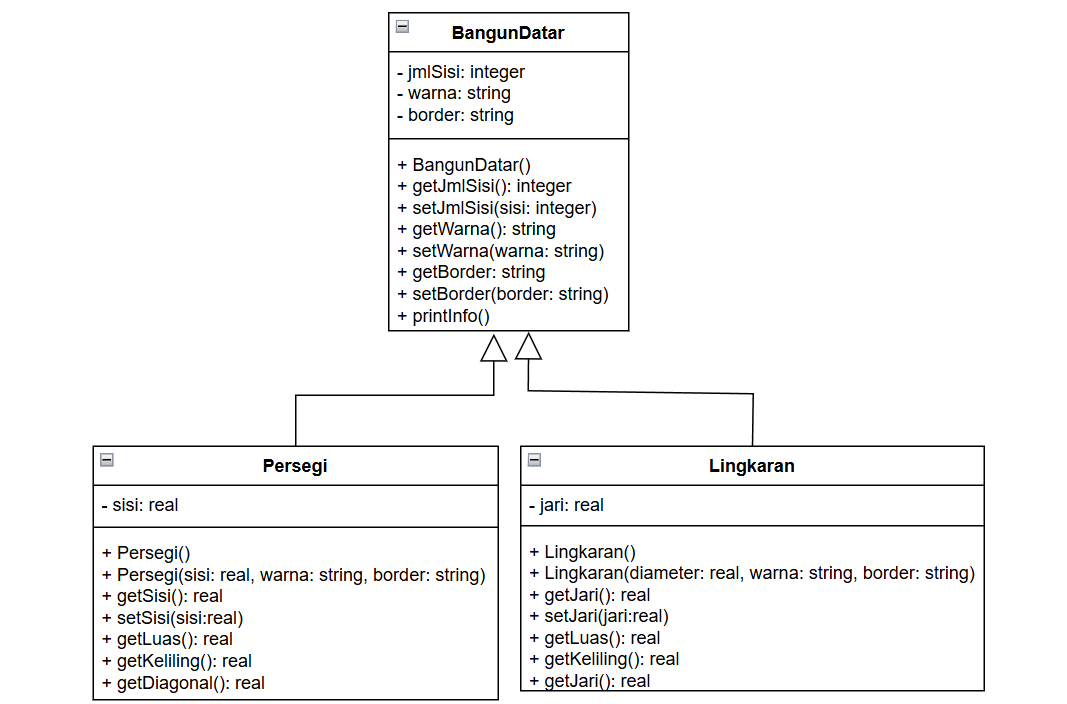 BangunDatar
- jmlSisi: integer
- warna: string
- border: string
+ BangunDatar()
+ getJmlSisi(): integer
+ setJmlSisi(sisi: integer)
+ getWarna(): string
+ setWarna(warna: string)
+ getBorder: string
+ setBorder(border: string)
+ printInfo()
Persegi
- sisi: real
+ Persegi()
+ Persegi(sisi: real, warna: string, border: string)
+ getSisi(): real
+ setSisi(sisi:real)
+ getLuas(): real
+ getKeliling(): real
+ getDiagonal(): real
Lingkaran
- jari: real
+ Lingkaran()
+ Lingkaran(diameter: real, warna: string, border: string)
+ getJari(): real
+ setJari(jari:real)
+ getLuas(): real
+ getKeliling(): real
+ getJari(): real